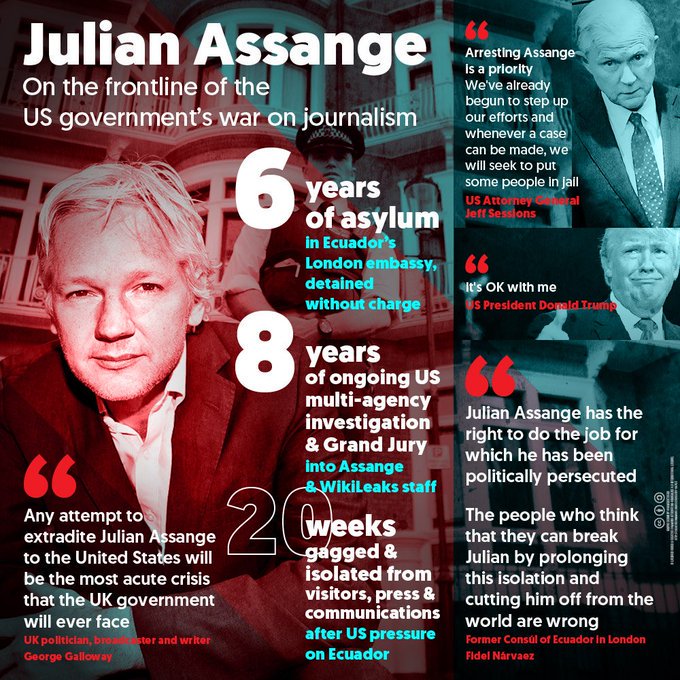 Julian Assange
On the frontline of the
US government's war on journalism
6
years
of asylum
in Ecuador's
London embassy,
detained
without charge
8
years
of ongoing US
multi-agency
investigation
& Grand Jury
into Assange
& WikiLeaks staff
20
weeks
gagged &
isolated from
visitors, press &
communications
after US pressure
on Ecuador
“
Any attempt to
extradite Julian Assange
to the United States will
be the most acute crisis
that the UK government
will ever face
UK politician, broadcaster and writer
George Galloway
“
Arresting Assange
is a priority
We've already
begun to step up
our efforts and
whenever a case
can be made, we
will seek to put
some people in jail
US Attorney General
Jeff Sessions
“
It's OK with me
US President Donald Trump
“
Julian Assange has the
right to do the job for
which he has been
politically persecuted
The people who think
that they can break
Julian by prolonging
this isolation and
cutting him off from the
world are wrong
Former Consúl of Ecuador in London
Fidel Nárvaez